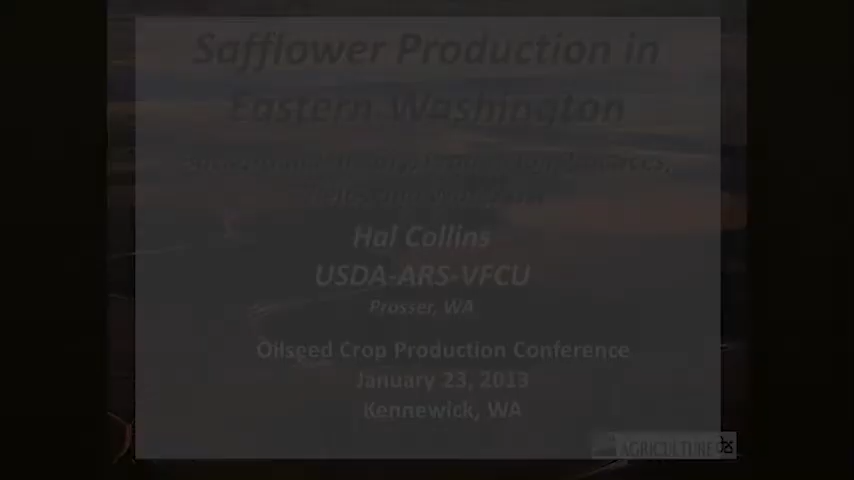 Safflower Production in
Eastern Washington
Hal Collins
USDA-ARS-VFCU
Prosser, WA
Oilseed Crop Production Conference
January 23, 2013
Kennewick, WA
AGRICULTURE